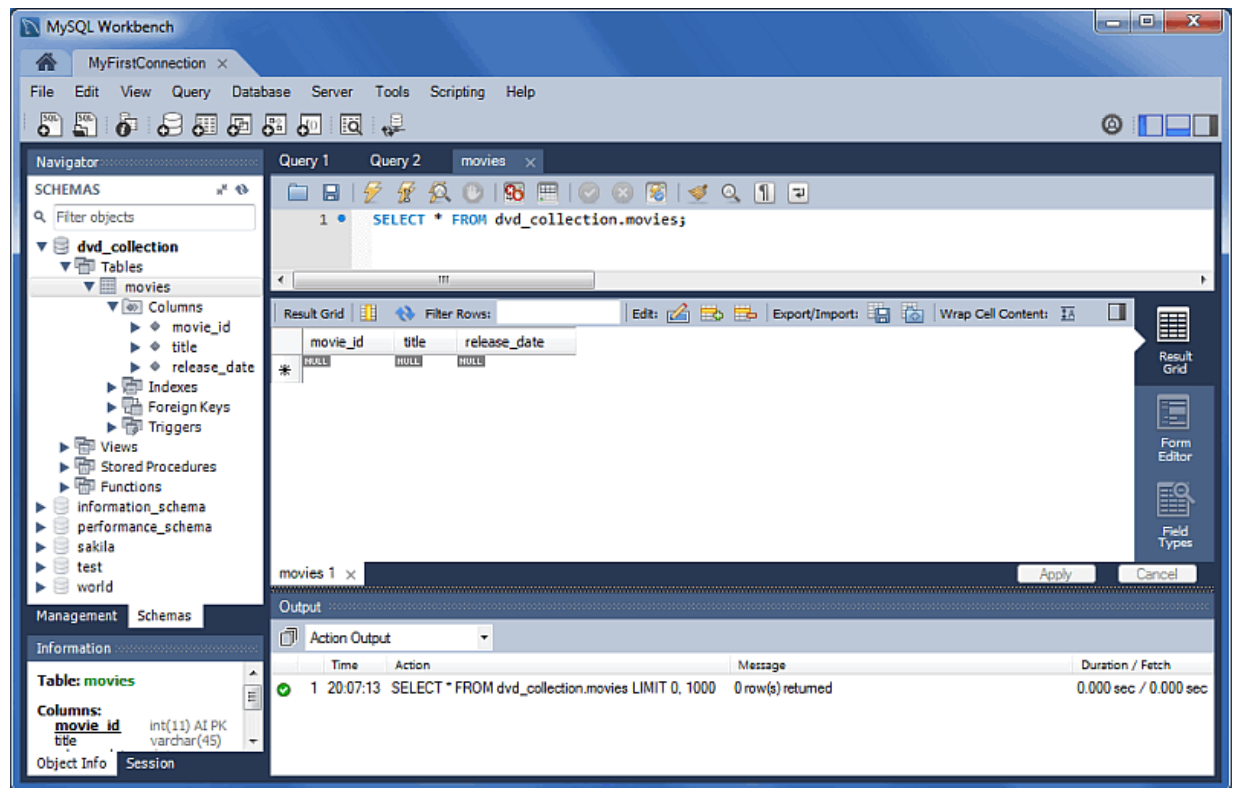 MySQL Workbench
MyFirstConnection
File Edit View Query Database Server Tools Scripting Help
Navigator
SCHEMAS
Filter objects
dvd_collection
Tables
movies
Columns
movie_id
title
release_date
Indexes
Foreign Keys
Triggers
Views
Stored Procedures
Functions
information_schema
performance_schema
sakila
test
world
Management Schemas
Information
Table: movies
Columns:
movie_id int(11) AI PK
title varchar(45)
Object Info Session
Query 1 Query 2 movies
1 SELECT * FROM dvd_collection.movies;
Result Grid Filter Rows: Edit: Export/Import: Wrap Cell Content:
movie_id title release_date
NULL NULL NULL
Result Grid
Form Editor
Field Types
movies 1 Apply Cancel
Output
Action Output
Time Action Message Duration / Fetch
1 20:07:13 SELECT * FROM dvd_collection.movies LIMIT 0, 1000 0 row(s) returned 0.000 sec / 0.000 sec